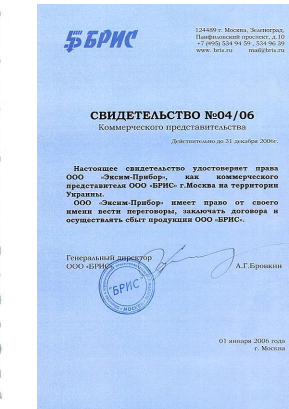 БРИС
124489 г. Москва, Зеленоград,
Панфиловский проспект, д.10
+7 (495) 534 94 59 , 534 96 39
www. bris.ru mail@bris.ru
СВИДЕТЕЛЬСТВО №04/06
Коммерческого представительства
Действительно до 31 декабря 2006г.
Настоящее свидетельство удостоверяет права
ООО «Эксим-Прибор», как коммерческого
представителя ООО «БРИС» г.Москва на территории
Украины.
ООО «Эксим-Прибор» имеет право от своего
имени вести переговоры, заключать договора и
осуществлять сбыт продукции ООО «БРИС».
Генеральный директор
ООО «БРИС»
А.Г.Бровкин
БРИС
МОСКВА
01 января 2006 года
г. Москва